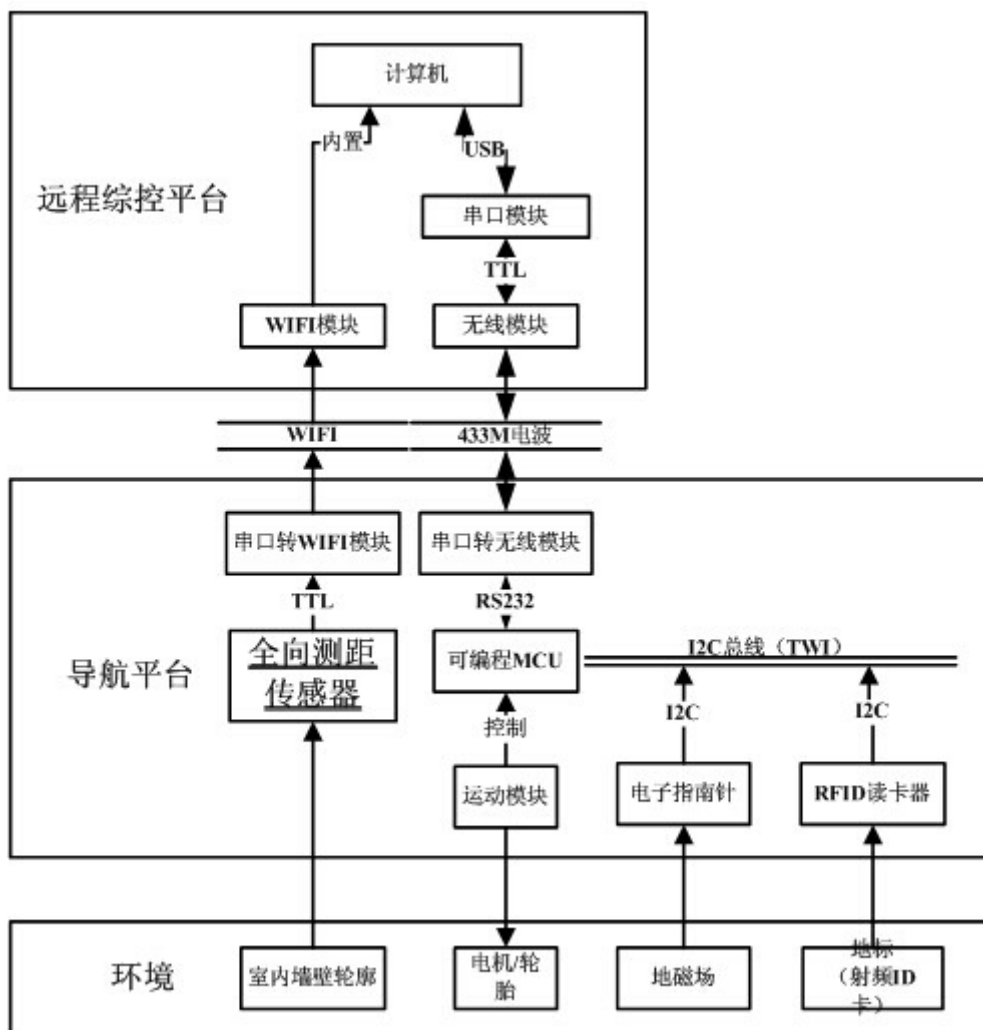 计算机
内置
USB
远程综控平台
串口模块
TTL
WIFI模块
无线模块
WIFI
433M电波
串口转WIFI模块
串口转无线模块
TTL
RS232
导航平台
全向测距
传感器
可编程MCU
I2C总线（TWI）
控制
I2C
I2C
运动模块
电子指南针
RFID读卡器
环境
室内墙壁轮廓
电机/轮
胎
地磁场
地标
（射频ID
卡）